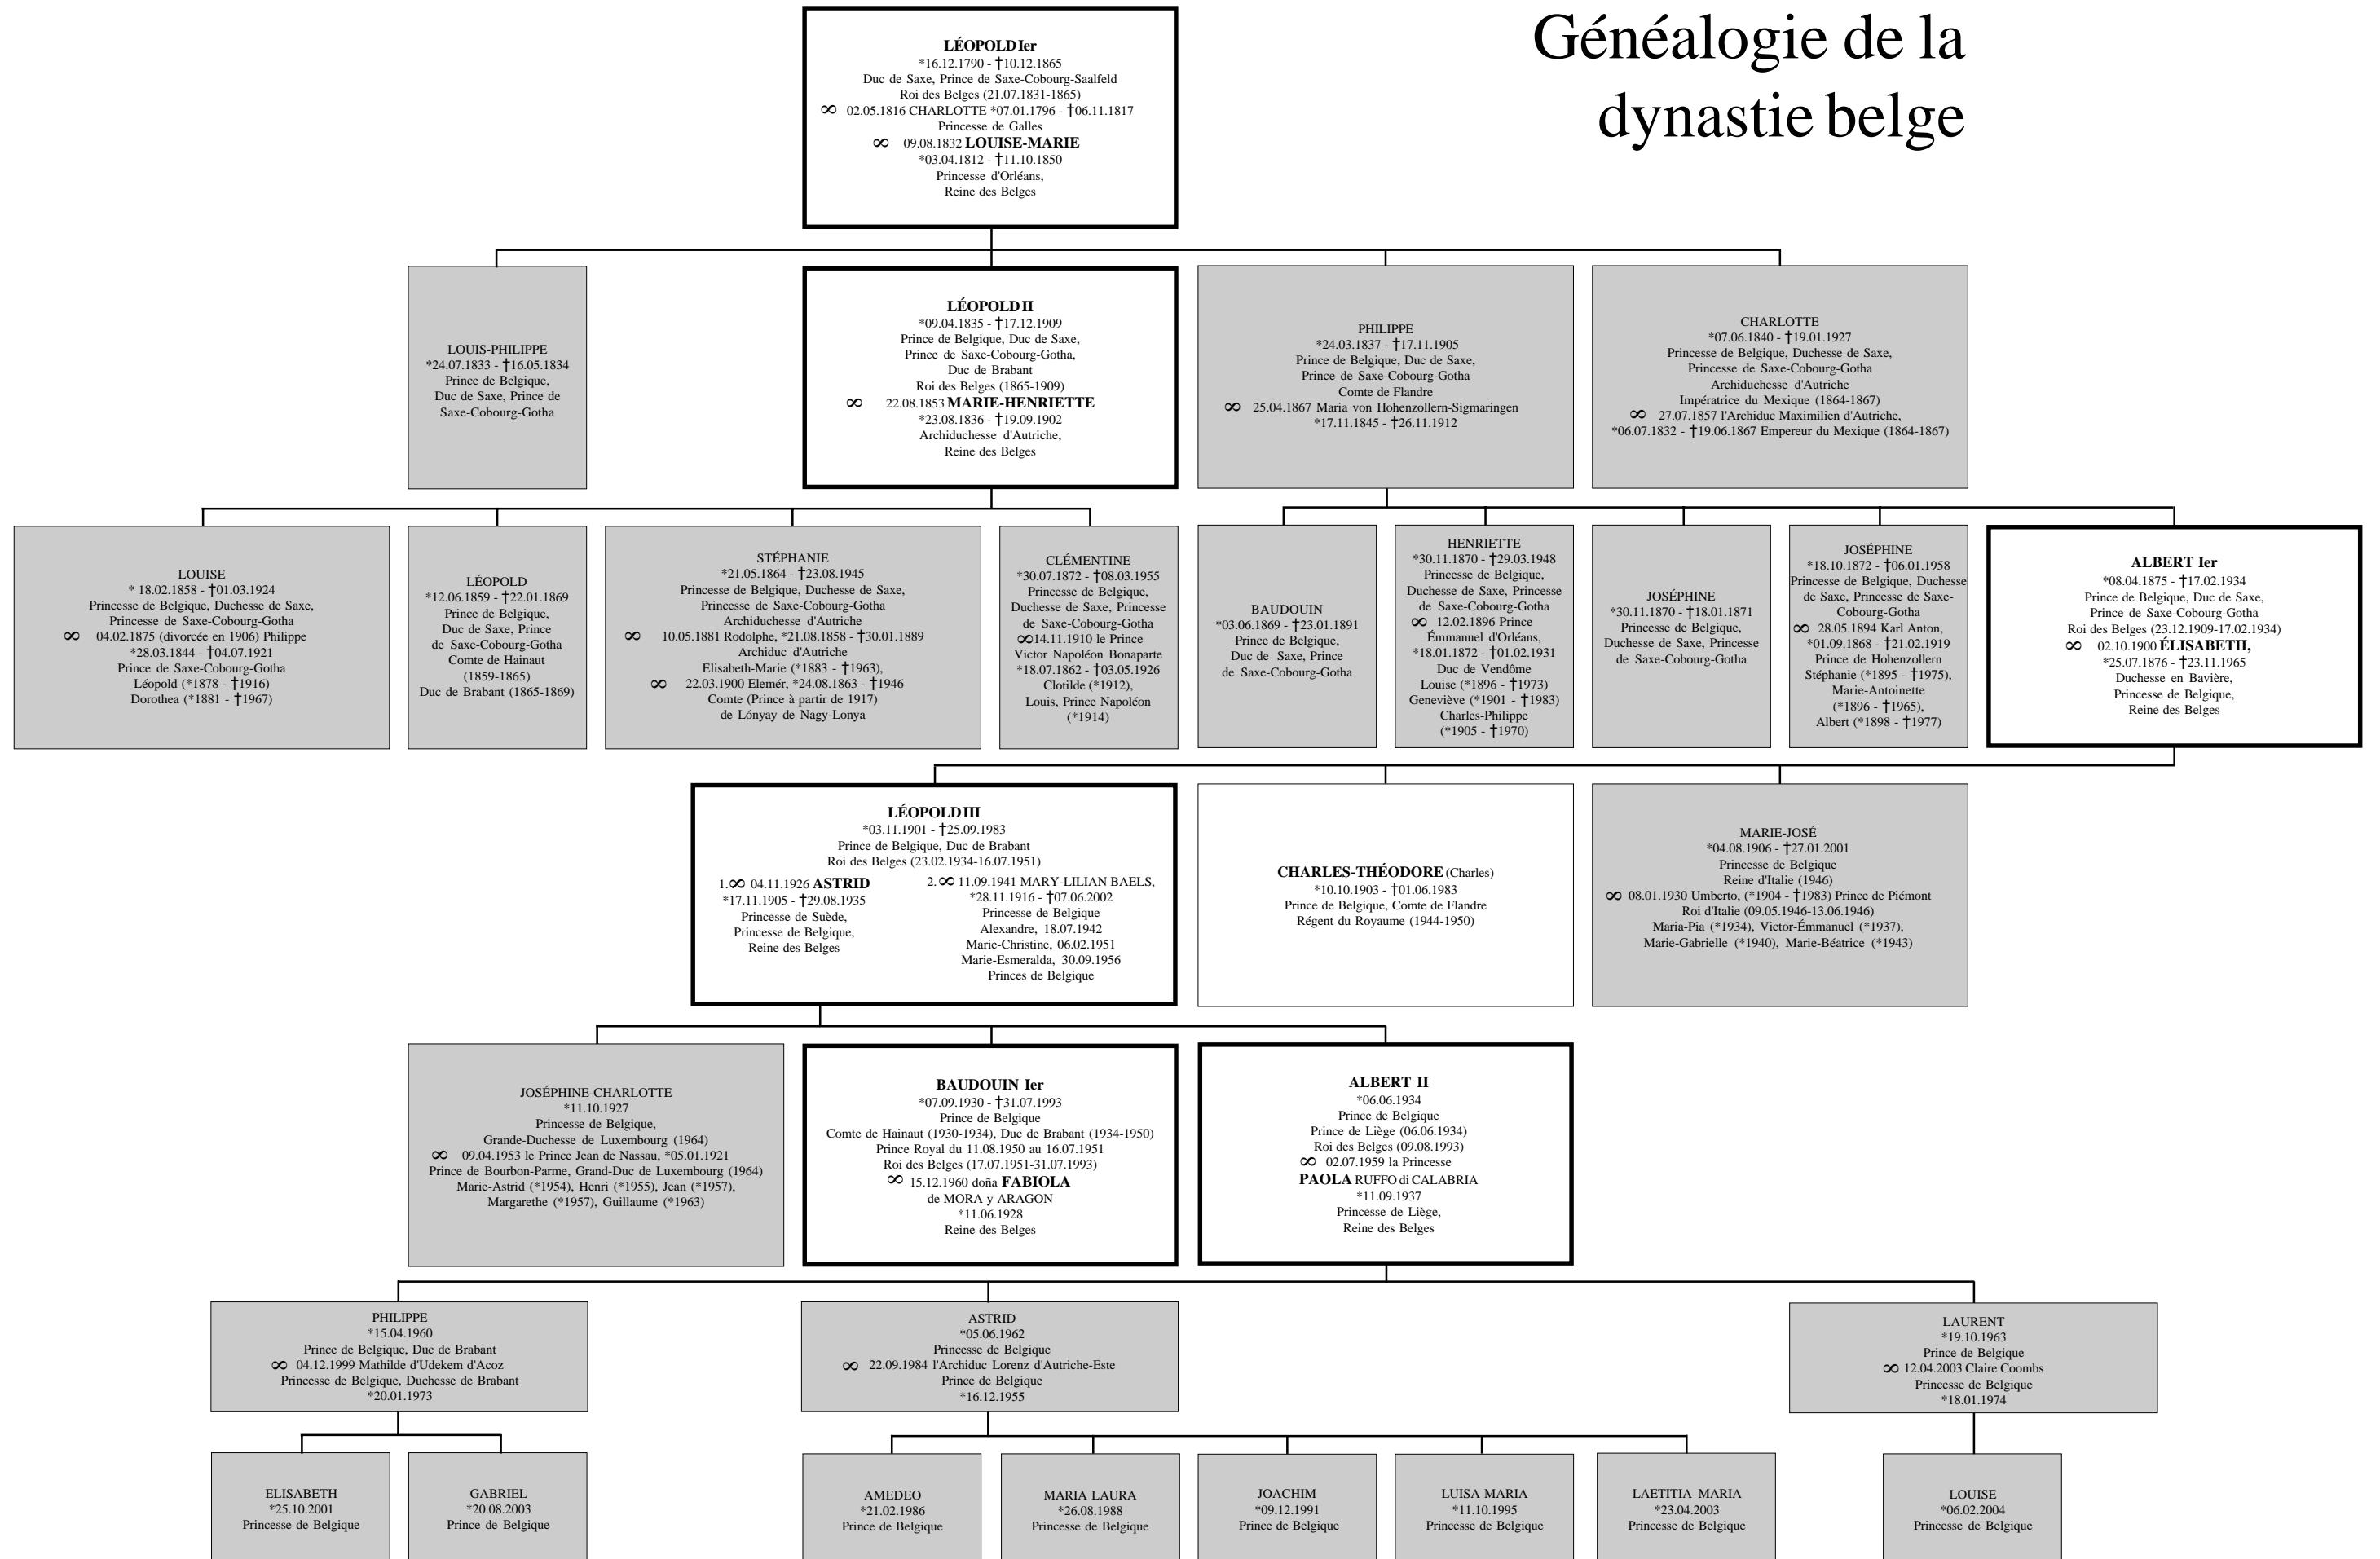 Généalogie de la
dynastie belge
LÉOPOLD Ier
*16.12.1790 - †10.12.1865
Duc de Saxe, Prince de Saxe-Cobourg-Saalfeld
Roi des Belges (21.07.1831-1865)
∞ 02.05.1816 CHARLOTTE *07.01.1796 - †06.11.1817
Princesse de Galles
∞ 09.08.1832 LOUISE-MARIE
*03.04.1812 - †11.10.1850
Princesse d'Orléans,
Reine des Belges
LOUIS-PHILIPPE
*24.07.1833 - †16.05.1834
Prince de Belgique,
Duc de Saxe, Prince de
Saxe-Cobourg-Gotha
LÉOPOLD II
*09.04.1835 - †17.12.1909
Prince de Belgique, Duc de Saxe,
Prince de Saxe-Cobourg-Gotha,
Duc de Brabant
Roi des Belges (1865-1909)
∞ 22.08.1853 MARIE-HENRIETTE
*23.08.1836 - †19.09.1902
Archiduchesse d'Autriche,
Reine des Belges
PHILIPPE
*24.03.1837 - †17.11.1905
Prince de Belgique, Duc de Saxe,
Prince de Saxe-Cobourg-Gotha
Comte de Flandre
∞ 25.04.1867 Maria von Hohenzollern-Sigmaringen
*17.11.1845 - †26.11.1912
CHARLOTTE
*07.06.1840 - †19.01.1927
Princesse de Belgique, Duchesse de Saxe,
Princesse de Saxe-Cobourg-Gotha
Archiduchesse d'Autriche
Impératrice du Mexique (1864-1867)
∞ 27.07.1857 l'Archiduc Maximilien d'Autriche,
*06.07.1832 - †19.06.1867 Empereur du Mexique (1864-1867)
LOUISE
* 18.02.1858 - †01.03.1924
Princesse de Belgique, Duchesse de Saxe,
Princesse de Saxe-Cobourg-Gotha
∞ 04.02.1875 (divorcée en 1906) Philippe
*28.03.1844 - †04.07.1921
Prince de Saxe-Cobourg-Gotha
Léopold (*1878 - †1916)
Dorothea (*1881 - †1967)
LÉOPOLD
*12.06.1859 - †22.01.1869
Prince de Belgique,
Duc de Saxe, Prince
de Saxe-Cobourg-Gotha
Comte de Hainaut
(1859-1865)
Duc de Brabant (1865-1869)
STÉPHANIE
*21.05.1864 - †23.08.1945
Princesse de Belgique, Duchesse de Saxe,
Princesse de Saxe-Cobourg-Gotha
Archiduchesse d'Autriche
∞ 10.05.1881 Rodolphe, *21.08.1858 - †30.01.1889
Archiduc d'Autriche
Elisabeth-Marie (*1883 - †1963),
∞ 22.03.1900 Elemér, *24.08.1863 - †1946
Comte (Prince à partir de 1917)
de Lónyay de Nagy-Lonya
CLÉMENTINE
*30.07.1872 - †08.03.1955
Princesse de Belgique,
Duchesse de Saxe, Princesse
de Saxe-Cobourg-Gotha
∞14.11.1910 le Prince
Victor Napoléon Bonaparte
*18.07.1862 - †03.05.1926
Clotilde (*1912),
Louis, Prince Napoléon
(*1914)
BAUDOUIN
*03.06.1869 - †23.01.1891
Prince de Belgique,
Duc de Saxe, Prince
de Saxe-Cobourg-Gotha
HENRIETTE
*30.11.1870 - †29.03.1948
Princesse de Belgique,
Duchesse de Saxe, Princesse
de Saxe-Cobourg-Gotha
∞ 12.02.1896 Prince
Émmanuel d'Orléans,
*18.01.1872 - †01.02.1931
Duc de Vendôme
Louise (*1896 - †1973)
Geneviève (*1901 - †1983)
Charles-Philippe
(*1905 - †1970)
JOSÉPHINE
*30.11.1870 - †18.01.1871
Princesse de Belgique,
Duchesse de Saxe, Princesse
de Saxe-Cobourg-Gotha
JOSÉPHINE
*18.10.1872 - †06.01.1958
Princesse de Belgique, Duchesse
de Saxe, Princesse de Saxe-
Cobourg-Gotha
∞ 28.05.1894 Karl Anton,
*01.09.1868 - †21.02.1919
Prince de Hohenzollern
Stéphanie (*1895 - †1975),
Marie-Antoinette
(*1896 - †1965),
Albert (*1898 - †1977)
ALBERT Ier
*08.04.1875 - †17.02.1934
Prince de Belgique, Duc de Saxe,
Prince de Saxe-Cobourg-Gotha
Roi des Belges (23.12.1909-17.02.1934)
∞ 02.10.1900 ÉLISABETH,
*25.07.1876 - †23.11.1965
Duchesse en Bavière,
Princesse de Belgique,
Reine des Belges
LÉOPOLD III
*03.11.1901 - †25.09.1983
Prince de Belgique, Duc de Brabant
Roi des Belges (23.02.1934-16.07.1951)
1.∞ 04.11.1926 ASTRID
*17.11.1905 - †29.08.1935
Princesse de Suède,
Princesse de Belgique,
Reine des Belges
2.∞ 11.09.1941 MARY-LILIAN BAELS,
*28.11.1916 - †07.06.2002
Princesse de Belgique
Alexandre, 18.07.1942
Marie-Christine, 06.02.1951
Marie-Esmeralda, 30.09.1956
Princes de Belgique
CHARLES-THÉODORE (Charles)
*10.10.1903 - †01.06.1983
Prince de Belgique, Comte de Flandre
Régent du Royaume (1944-1950)
MARIE-JOSÉ
*04.08.1906 - †27.01.2001
Princesse de Belgique
Reine d'Italie (1946)
∞ 08.01.1930 Umberto, (*1904 - †1983) Prince de Piémont
Roi d'Italie (09.05.1946-13.06.1946)
Maria-Pia (*1934), Victor-Émmanuel (*1937),
Marie-Gabrielle (*1940), Marie-Béatrice (*1943)
JOSÉPHINE-CHARLOTTE
*11.10.1927
Princesse de Belgique,
Grande-Duchesse de Luxembourg (1964)
∞ 09.04.1953 le Prince Jean de Nassau, *05.01.1921
Prince de Bourbon-Parme, Grand-Duc de Luxembourg (1964)
Marie-Astrid (*1954), Henri (*1955), Jean (*1957),
Margarethe (*1957), Guillaume (*1963)
BAUDOUIN Ier
*07.09.1930 - †31.07.1993
Prince de Belgique
Comte de Hainaut (1930-1934), Duc de Brabant (1934-1950)
Prince Royal du 11.08.1950 au 16.07.1951
Roi des Belges (17.07.1951-31.07.1993)
∞ 15.12.1960 doña FABIOLA
de MORA y ARAGON
*11.06.1928
Reine des Belges
ALBERT II
*06.06.1934
Prince de Belgique
Prince de Liège (06.06.1934)
Roi des Belges (09.08.1993)
∞ 02.07.1959 la Princesse
PAOLA RUFFO di CALABRIA
*11.09.1937
Princesse de Liège,
Reine des Belges
PHILIPPE
*15.04.1960
Prince de Belgique, Duc de Brabant
∞ 04.12.1999 Mathilde d'Udekem d'Acoz
Princesse de Belgique, Duchesse de Brabant
*20.01.1973
ASTRID
*05.06.1962
Princesse de Belgique
∞ 22.09.1984 l'Archiduc Lorenz d'Autriche-Este
Prince de Belgique
*16.12.1955
LAURENT
*19.10.1963
Prince de Belgique
∞ 12.04.2003 Claire Coombs
Princesse de Belgique
*18.01.1974
ELISABETH
*25.10.2001
Princesse de Belgique
GABRIEL
*20.08.2003
Prince de Belgique
AMEDEO
*21.02.1986
Prince de Belgique
MARIA LAURA
*26.08.1988
Princesse de Belgique
JOACHIM
*09.12.1991
Prince de Belgique
LUISA MARIA
*11.10.1995
Princesse de Belgique
LAETITIA MARIA
*23.04.2003
Princesse de Belgique
LOUISE
*06.02.2004
Princesse de Belgique